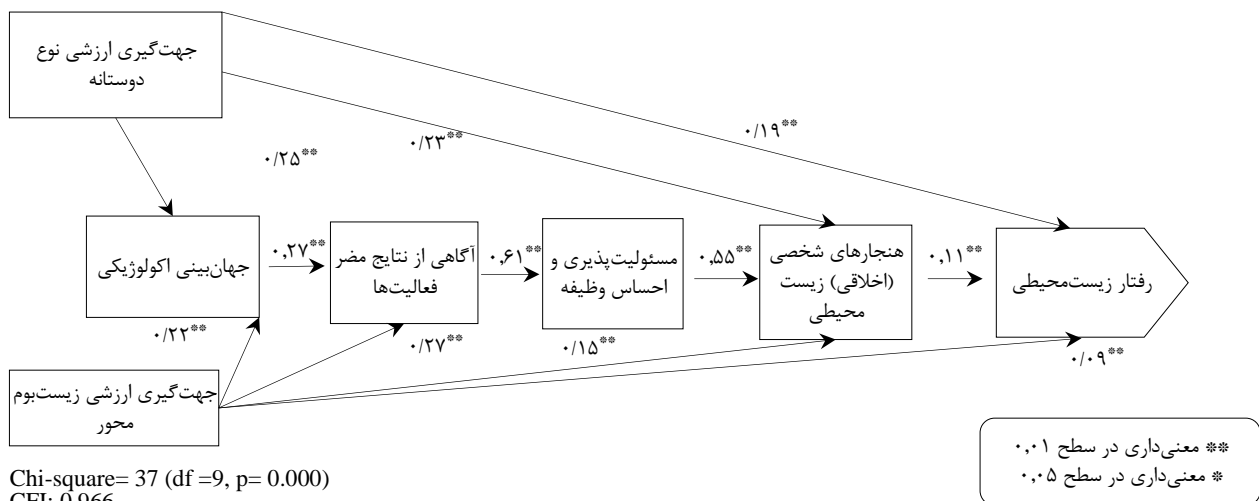 جهت‌گیری ارزشی نوع
دوستانه
۰/۱۹**
۰/۲۳**
۰/۲۵**
جهان‌بینی اکولوژیکی
۰,۲۷**
آگاهی از نتایج مضر
فعالیت‌ها
۰,۶۱**
مسئولیت‌پذیری و
احساس وظیفه
۰,۵۵**
هنجارهای شخصی
(اخلاقی) زیست
محیطی
۰,۱۱**
رفتار زیست‌محیطی
۰/۲۲**
۰/۲۷**
۰/۱۵**
۰/۰۹**
جهت‌گیری ارزشی زیست‌بوم
محور
** معنی‌داری در سطح ۰,۰۱
* معنی‌داری در سطح ۰,۰۵
Chi-square= 37 (df =9, p= 0.000)
CFI: 0.966